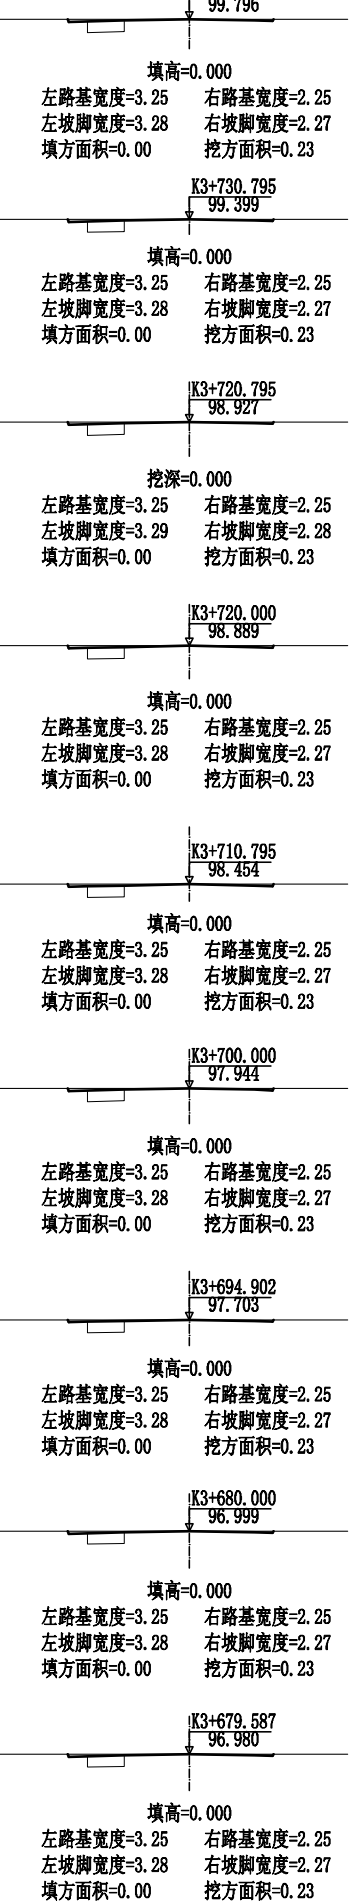 99.796
填高=0.000
左路基宽度=3.25 右路基宽度=2.25
左坡脚宽度=3.28 右坡脚宽度=2.27
填方面积=0.00 挖方面积=0.23
K3+730.795
99.399
填高=0.000
左路基宽度=3.25 右路基宽度=2.25
左坡脚宽度=3.28 右坡脚宽度=2.27
填方面积=0.00 挖方面积=0.23
K3+720.795
98.927
挖深=0.000
左路基宽度=3.25 右路基宽度=2.25
左坡脚宽度=3.29 右坡脚宽度=2.28
填方面积=0.00 挖方面积=0.23
K3+720.000
98.889
填高=0.000
左路基宽度=3.25 右路基宽度=2.25
左坡脚宽度=3.28 右坡脚宽度=2.27
填方面积=0.00 挖方面积=0.23
K3+710.795
98.454
填高=0.000
左路基宽度=3.25 右路基宽度=2.25
左坡脚宽度=3.28 右坡脚宽度=2.27
填方面积=0.00 挖方面积=0.23
K3+700.000
97.944
填高=0.000
左路基宽度=3.25 右路基宽度=2.25
左坡脚宽度=3.28 右坡脚宽度=2.27
填方面积=0.00 挖方面积=0.23
K3+694.902
97.703
填高=0.000
左路基宽度=3.25 右路基宽度=2.25
左坡脚宽度=3.28 右坡脚宽度=2.27
填方面积=0.00 挖方面积=0.23
K3+680.000
96.999
填高=0.000
左路基宽度=3.25 右路基宽度=2.25
左坡脚宽度=3.28 右坡脚宽度=2.27
填方面积=0.00 挖方面积=0.23
K3+679.587
96.980
填高=0.000
左路基宽度=3.25 右路基宽度=2.25
左坡脚宽度=3.28 右坡脚宽度=2.27
填方面积=0.00 挖方面积=0.23